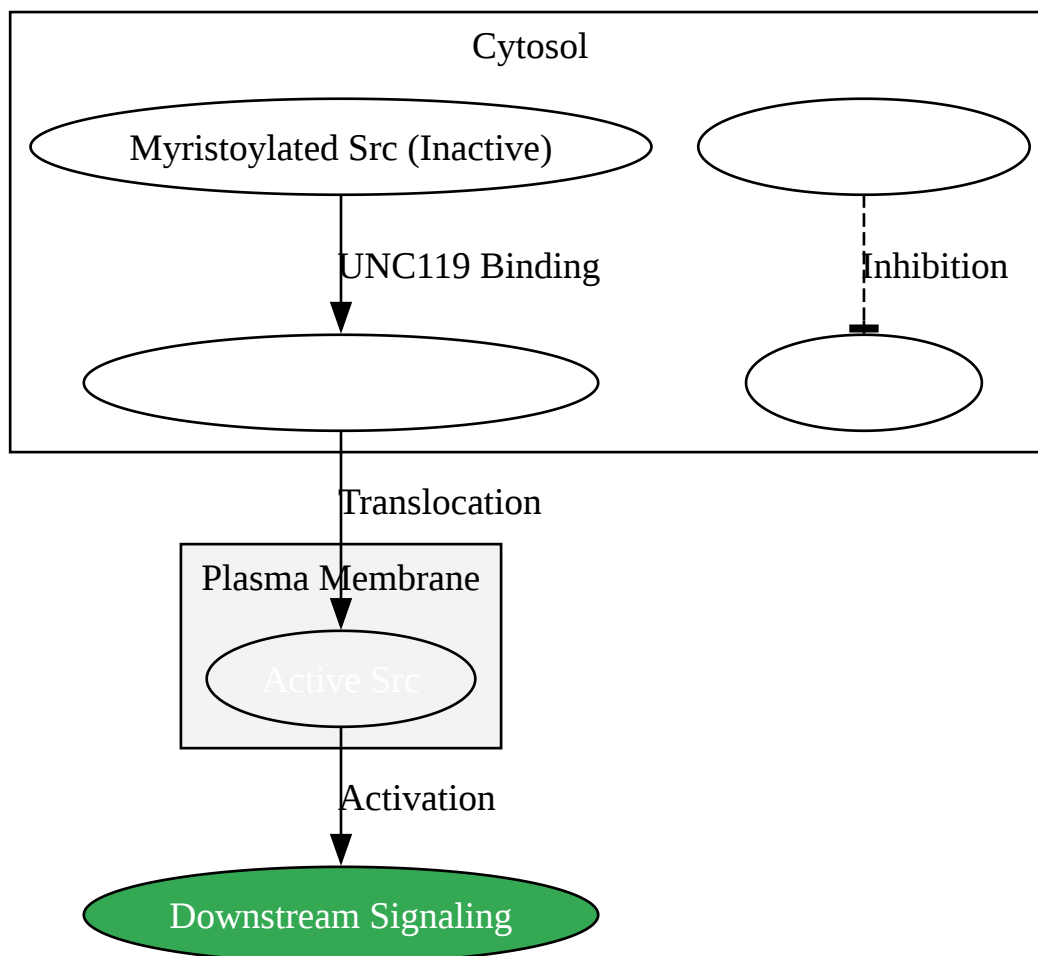 Cytosol
Myristoylated Src (Inactive)
UNC119 Binding
Inhibition
Translocation
Plasma Membrane
Active Src
Activation
Downstream Signaling